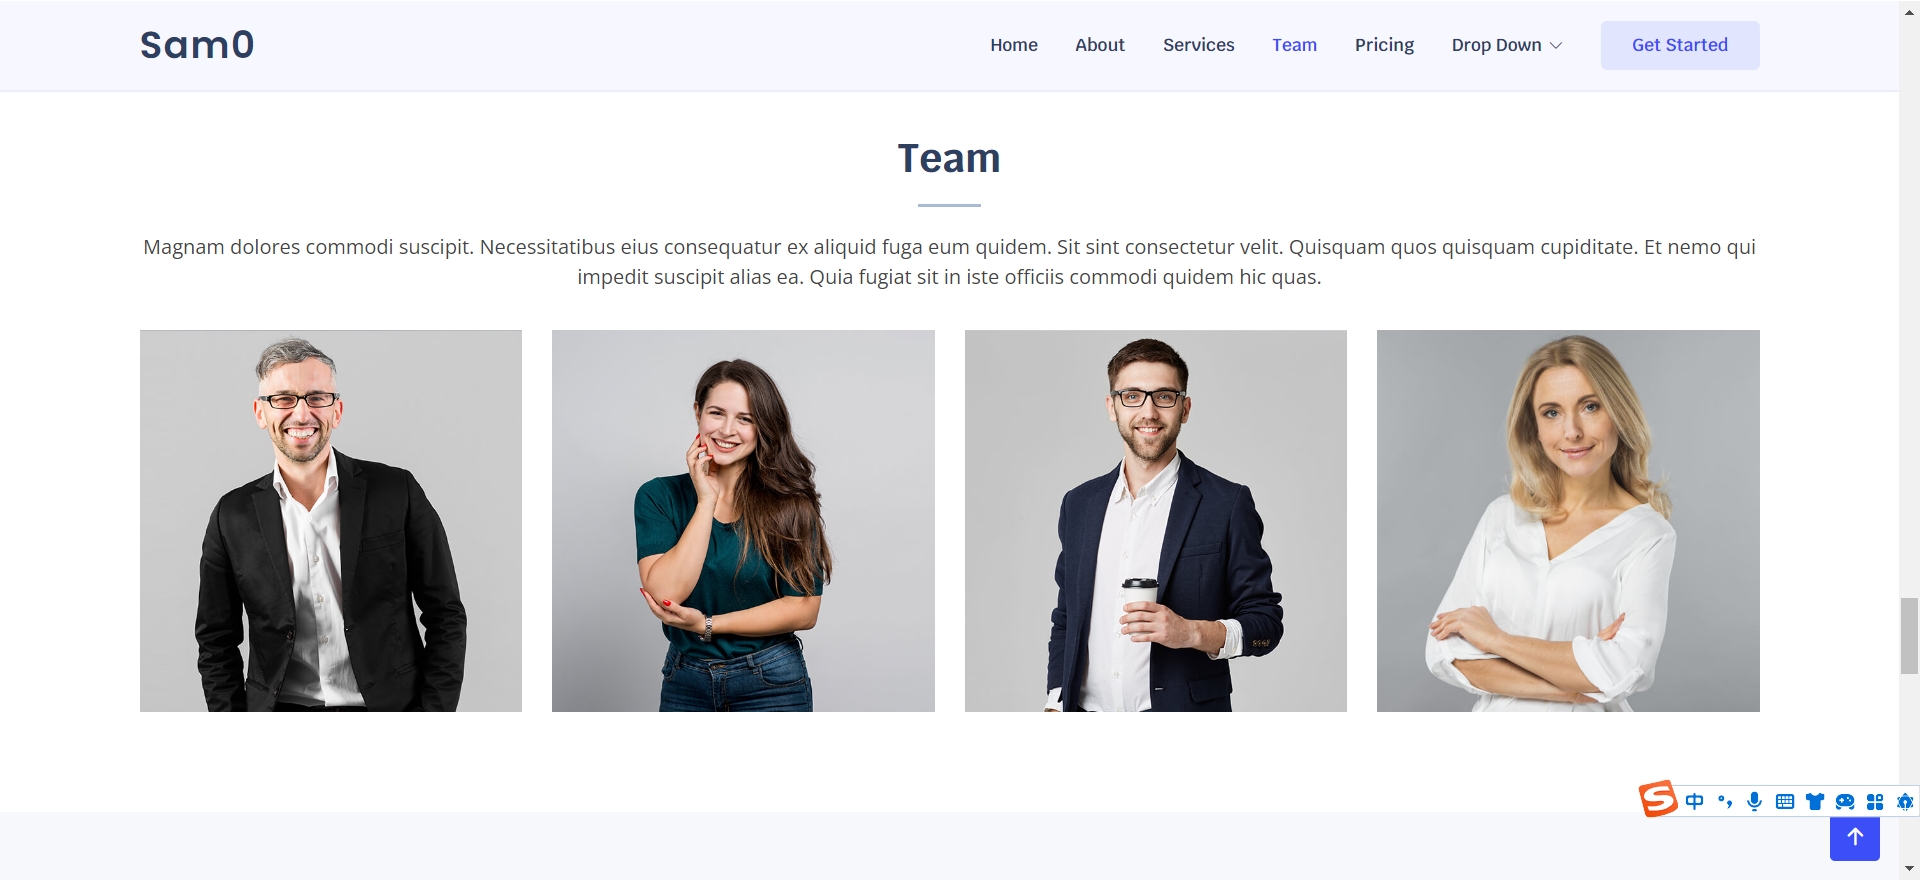 Sam0
Home About Services Team Pricing Drop Down Get Started
Team
Magnam dolores commodi suscipit. Necessitatibus eius consequatur ex aliquid fuga eum quidem. Sit sint consectetur velit. Quisquam quos quisquam cupiditate. Et nemo qui
impedit suscipit alias ea. Quia fugiat sit in iste officiis commodi quidem hic quas.
S 中